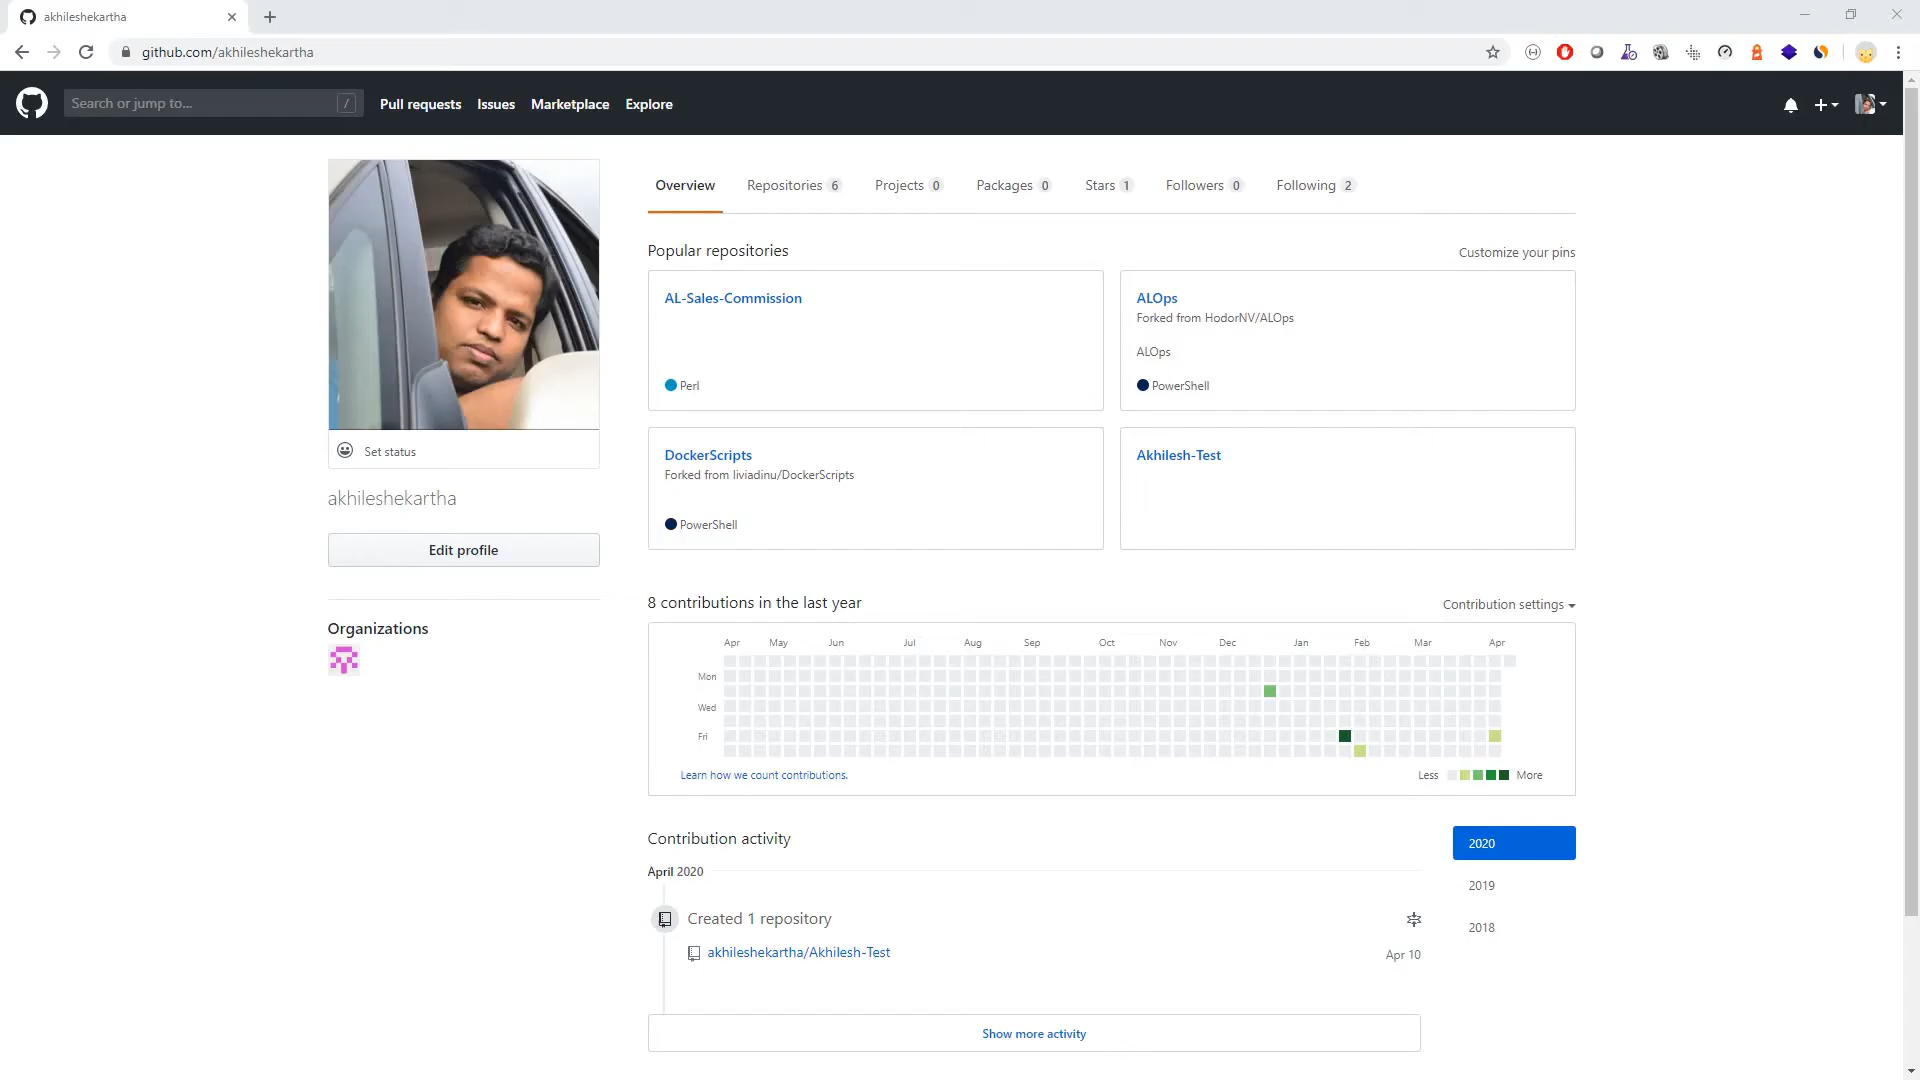 akhileshekartha
github.com/akhileshekartha
Search or jump to...
/
Pull requests
Issues
Marketplace
Explore
Overview
Repositories 6
Projects 0
Packages 0
Stars 1
Followers 0
Following 2
Popular repositories
Customize your pins
AL-Sales-Commission
Perl
ALOps
Forked from HodorNV/ALOps
ALOps
PowerShell
DockerScripts
Forked from liviadinu/DockerScripts
PowerShell
Akhilesh-Test
Set status
akhileshekartha
Edit profile
Organizations
8 contributions in the last year
Contribution settings
Apr May Jun Jul Aug Sep Oct Nov Dec Jan Feb Mar Apr
Mon
Wed
Fri
Learn how we count contributions.
Less
More
Contribution activity
2020
2019
2018
April 2020
Created 1 repository
akhileshekartha/Akhilesh-Test
Apr 10
Show more activity